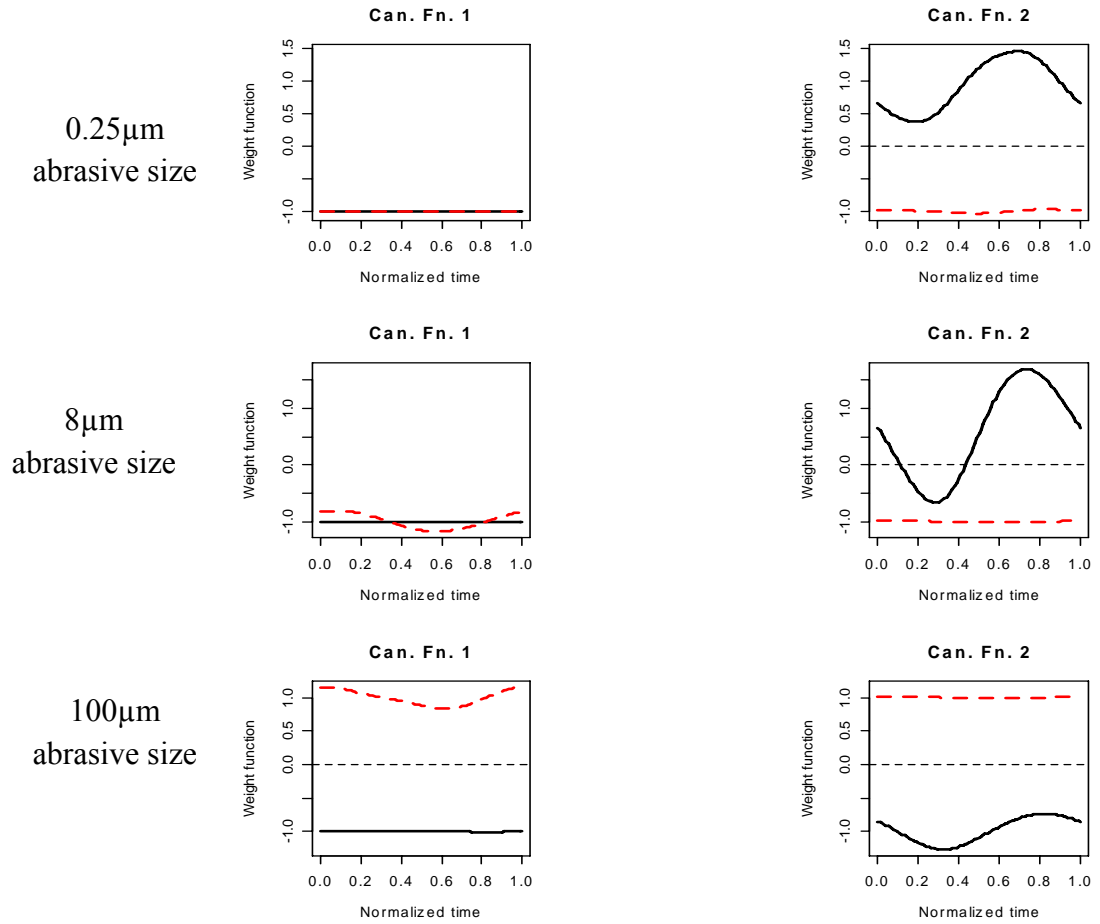 Can. Fn. 1
Can. Fn. 2
0.25µm
abrasive size
Weight function
1.5
1.0
0.5
0.0
-1.0
0.0 0.2 0.4 0.6 0.8 1.0
Normalized time
Weight function
1.5
1.0
0.5
0.0
-1.0
0.0 0.2 0.4 0.6 0.8 1.0
Normalized time
Can. Fn. 1
Can. Fn. 2
8µm
abrasive size
Weight function
1.0
0.0
-1.0
0.0 0.2 0.4 0.6 0.8 1.0
Normalized time
Weight function
1.0
0.0
-1.0
0.0 0.2 0.4 0.6 0.8 1.0
Normalized time
Can. Fn. 1
Can. Fn. 2
100µm
abrasive size
Weight function
1.0
0.5
0.0
-1.0
0.0 0.2 0.4 0.6 0.8 1.0
Normalized time
Weight function
1.0
0.5
0.0
-1.0
0.0 0.2 0.4 0.6 0.8 1.0
Normalized time